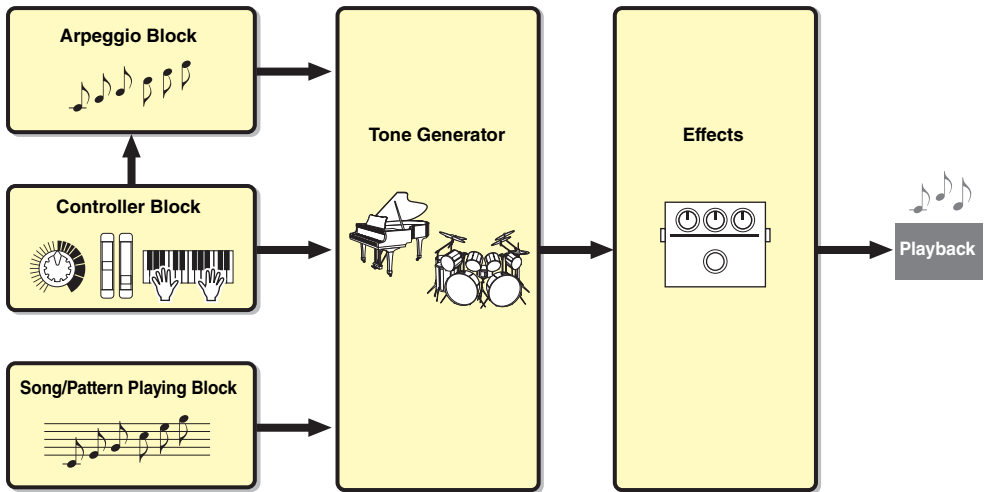 Arpeggio Block
Controller Block
Song/Pattern Playing Block
Tone Generator
Effects
Playback